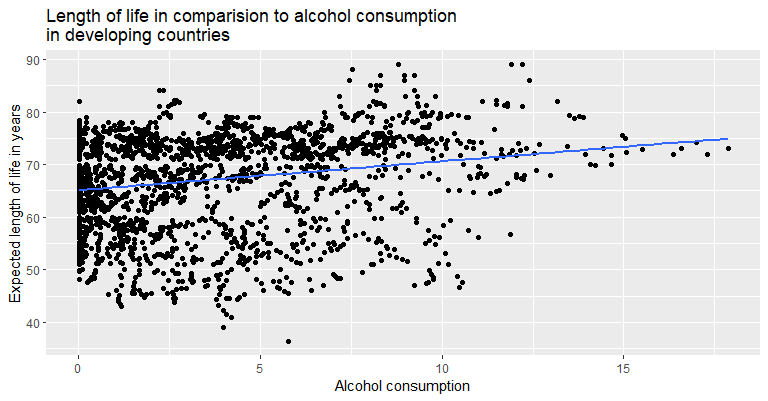 Length of life in comparision to alcohol consumption
in developing countries
Expected length of life in years
90
80
70
60
50
40
0
5
10
15
Alcohol consumption